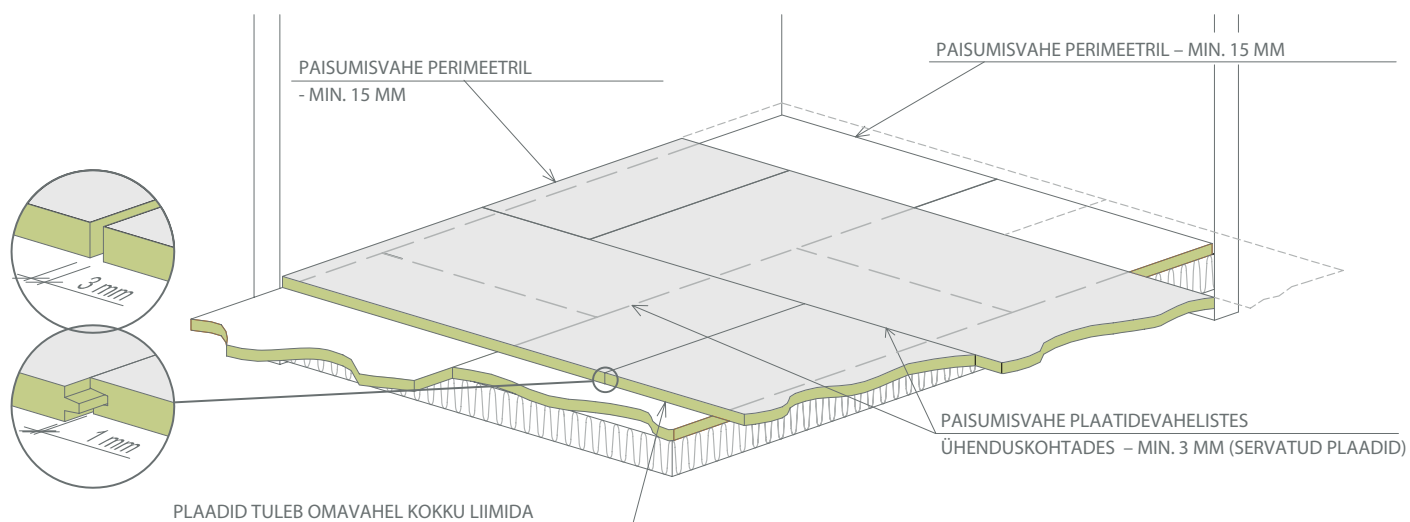 PAISUMISVAHE PERIMEETRIL
- MIN. 15 MM
PAISUMISVAHE PERIMEETRIL – MIN. 15 MM
3 mm
1 mm
PAISUMISVAHE PLAATIDEVAHELISTES
ÜHENDUSKOHTADES – MIN. 3 MM (SERVATUD PLAADID)
PLAADID TULEB OMAVAHEL KOKKU LIIMIDA